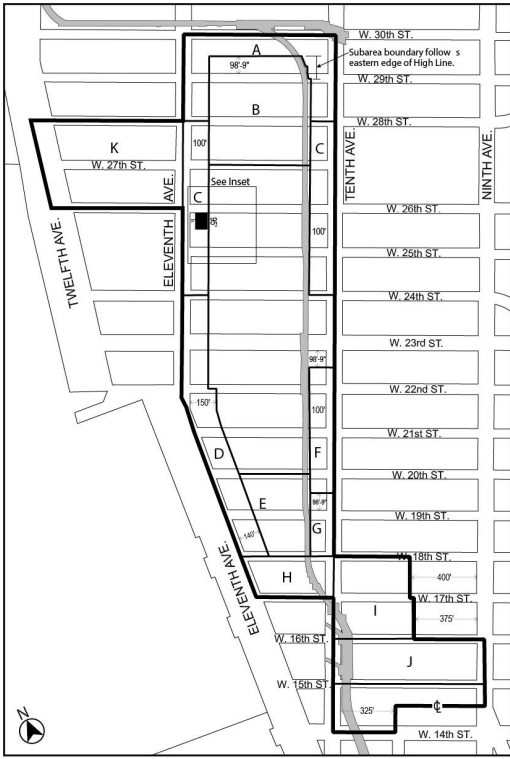 W. 30th ST.
A
98'-9"
Subarea boundary follow s
eastern edge of High Line.
W. 29th ST.
B
W. 28th ST.
K
100'
C
W. 27th ST.
See Inset
C
AVE.
ELEVENTH
TENTH AVE.
NINTH AVE.
TWELFTH AVE.
W. 26th ST.
100'
W. 25th ST.
W. 24th ST.
W. 23rd ST.
98'-9"
W. 22nd ST.
150'
100'
W. 21st ST.
D
F
W. 20th ST.
E
98'-9"
W. 19th ST.
G
140'
ELEVENTH AVE.
W. 18th ST.
H
400'
W. 17th ST.
I
375'
W. 16th ST.
J
W. 15th ST.
325'
W. 14th ST.
N